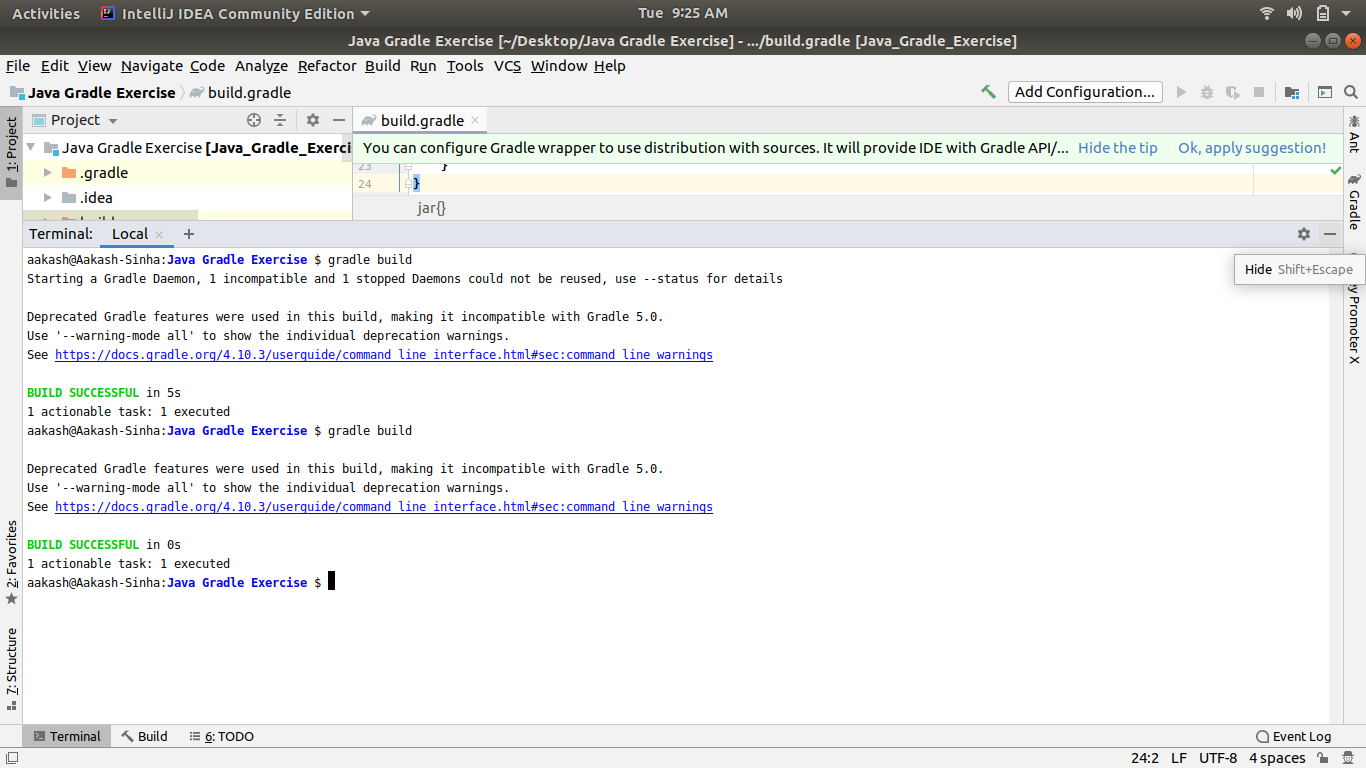 Activities IntelliJ IDEA Community Edition Tue 9:25 AM
Java Gradle Exercise [~/Desktop/Java Gradle Exercise] - .../build.gradle [Java_Gradle_Exercise]
File Edit View Navigate Code Analyze Refactor Build Run Tools VCS Window Help
Java Gradle Exercise build.gradle Add Configuration...
1: Project
Project
build.gradle
Ant
Java Gradle Exercise [Java_Gradle_Exerci
You can configure Gradle wrapper to use distribution with sources. It will provide IDE with Gradle API/... Hide the tip Ok, apply suggestion!
.gradle
23 }
24 }
.idea
jar{}
Gradle
Terminal: Local +
Hide Shift+Escape
aakash@Aakash-Sinha:Java Gradle Exercise $ gradle build
Starting a Gradle Daemon, 1 incompatible and 1 stopped Daemons could not be reused, use --status for details
Deprecated Gradle features were used in this build, making it incompatible with Gradle 5.0.
Use '--warning-mode all' to show the individual deprecation warnings.
See https://docs.gradle.org/4.10.3/userguide/command_line_interface.html#sec:command_line_warnings
BUILD SUCCESSFUL in 5s
1 actionable task: 1 executed
aakash@Aakash-Sinha:Java Gradle Exercise $ gradle build
Deprecated Gradle features were used in this build, making it incompatible with Gradle 5.0.
Use '--warning-mode all' to show the individual deprecation warnings.
See https://docs.gradle.org/4.10.3/userguide/command_line_interface.html#sec:command_line_warnings
BUILD SUCCESSFUL in 0s
1 actionable task: 1 executed
aakash@Aakash-Sinha:Java Gradle Exercise $
Promoter X
2: Favorites
7: Structure
Terminal Build 6: TODO Event Log
24:2 LF UTF-8 4 spaces